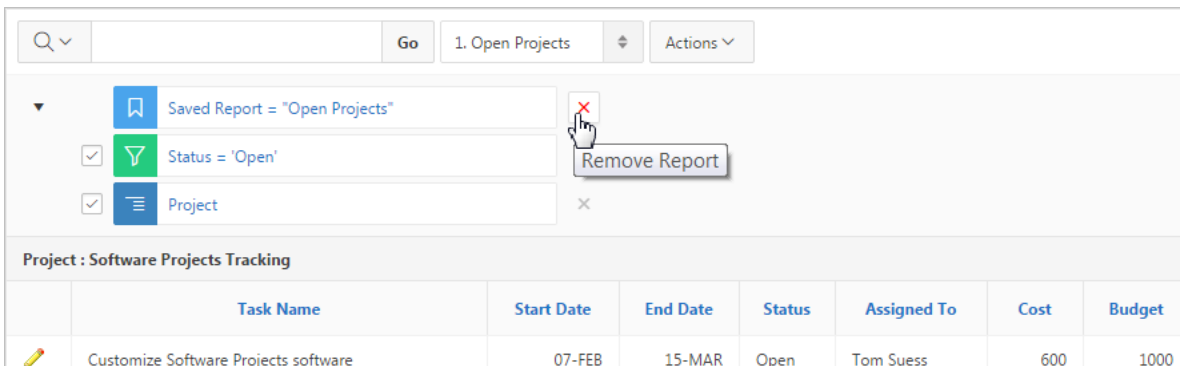 Go 1. Open Projects Actions
Saved Report = "Open Projects"
Status = 'Open'
Remove Report
Project
Project : Software Projects Tracking
Task Name Start Date End Date Status Assigned To Cost Budget
Customize Software Projects software 07-FEB 15-MAR Open Tom Suess 600 1000